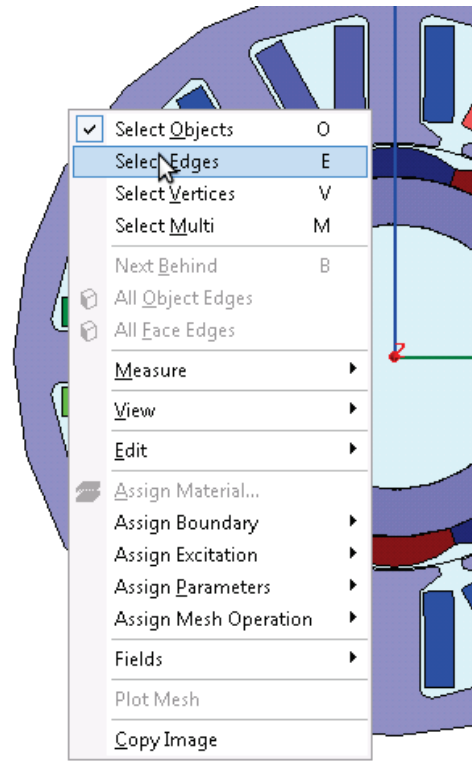 Select Objects O
Select Edges E
Select Vertices V
Select Multi M
Next Behind B
All Object Edges
All Face Edges
Measure
View
Edit
Assign Material...
Assign Boundary
Assign Excitation
Assign Parameters
Assign Mesh Operation
Fields
Plot Mesh
Copy Image
Z